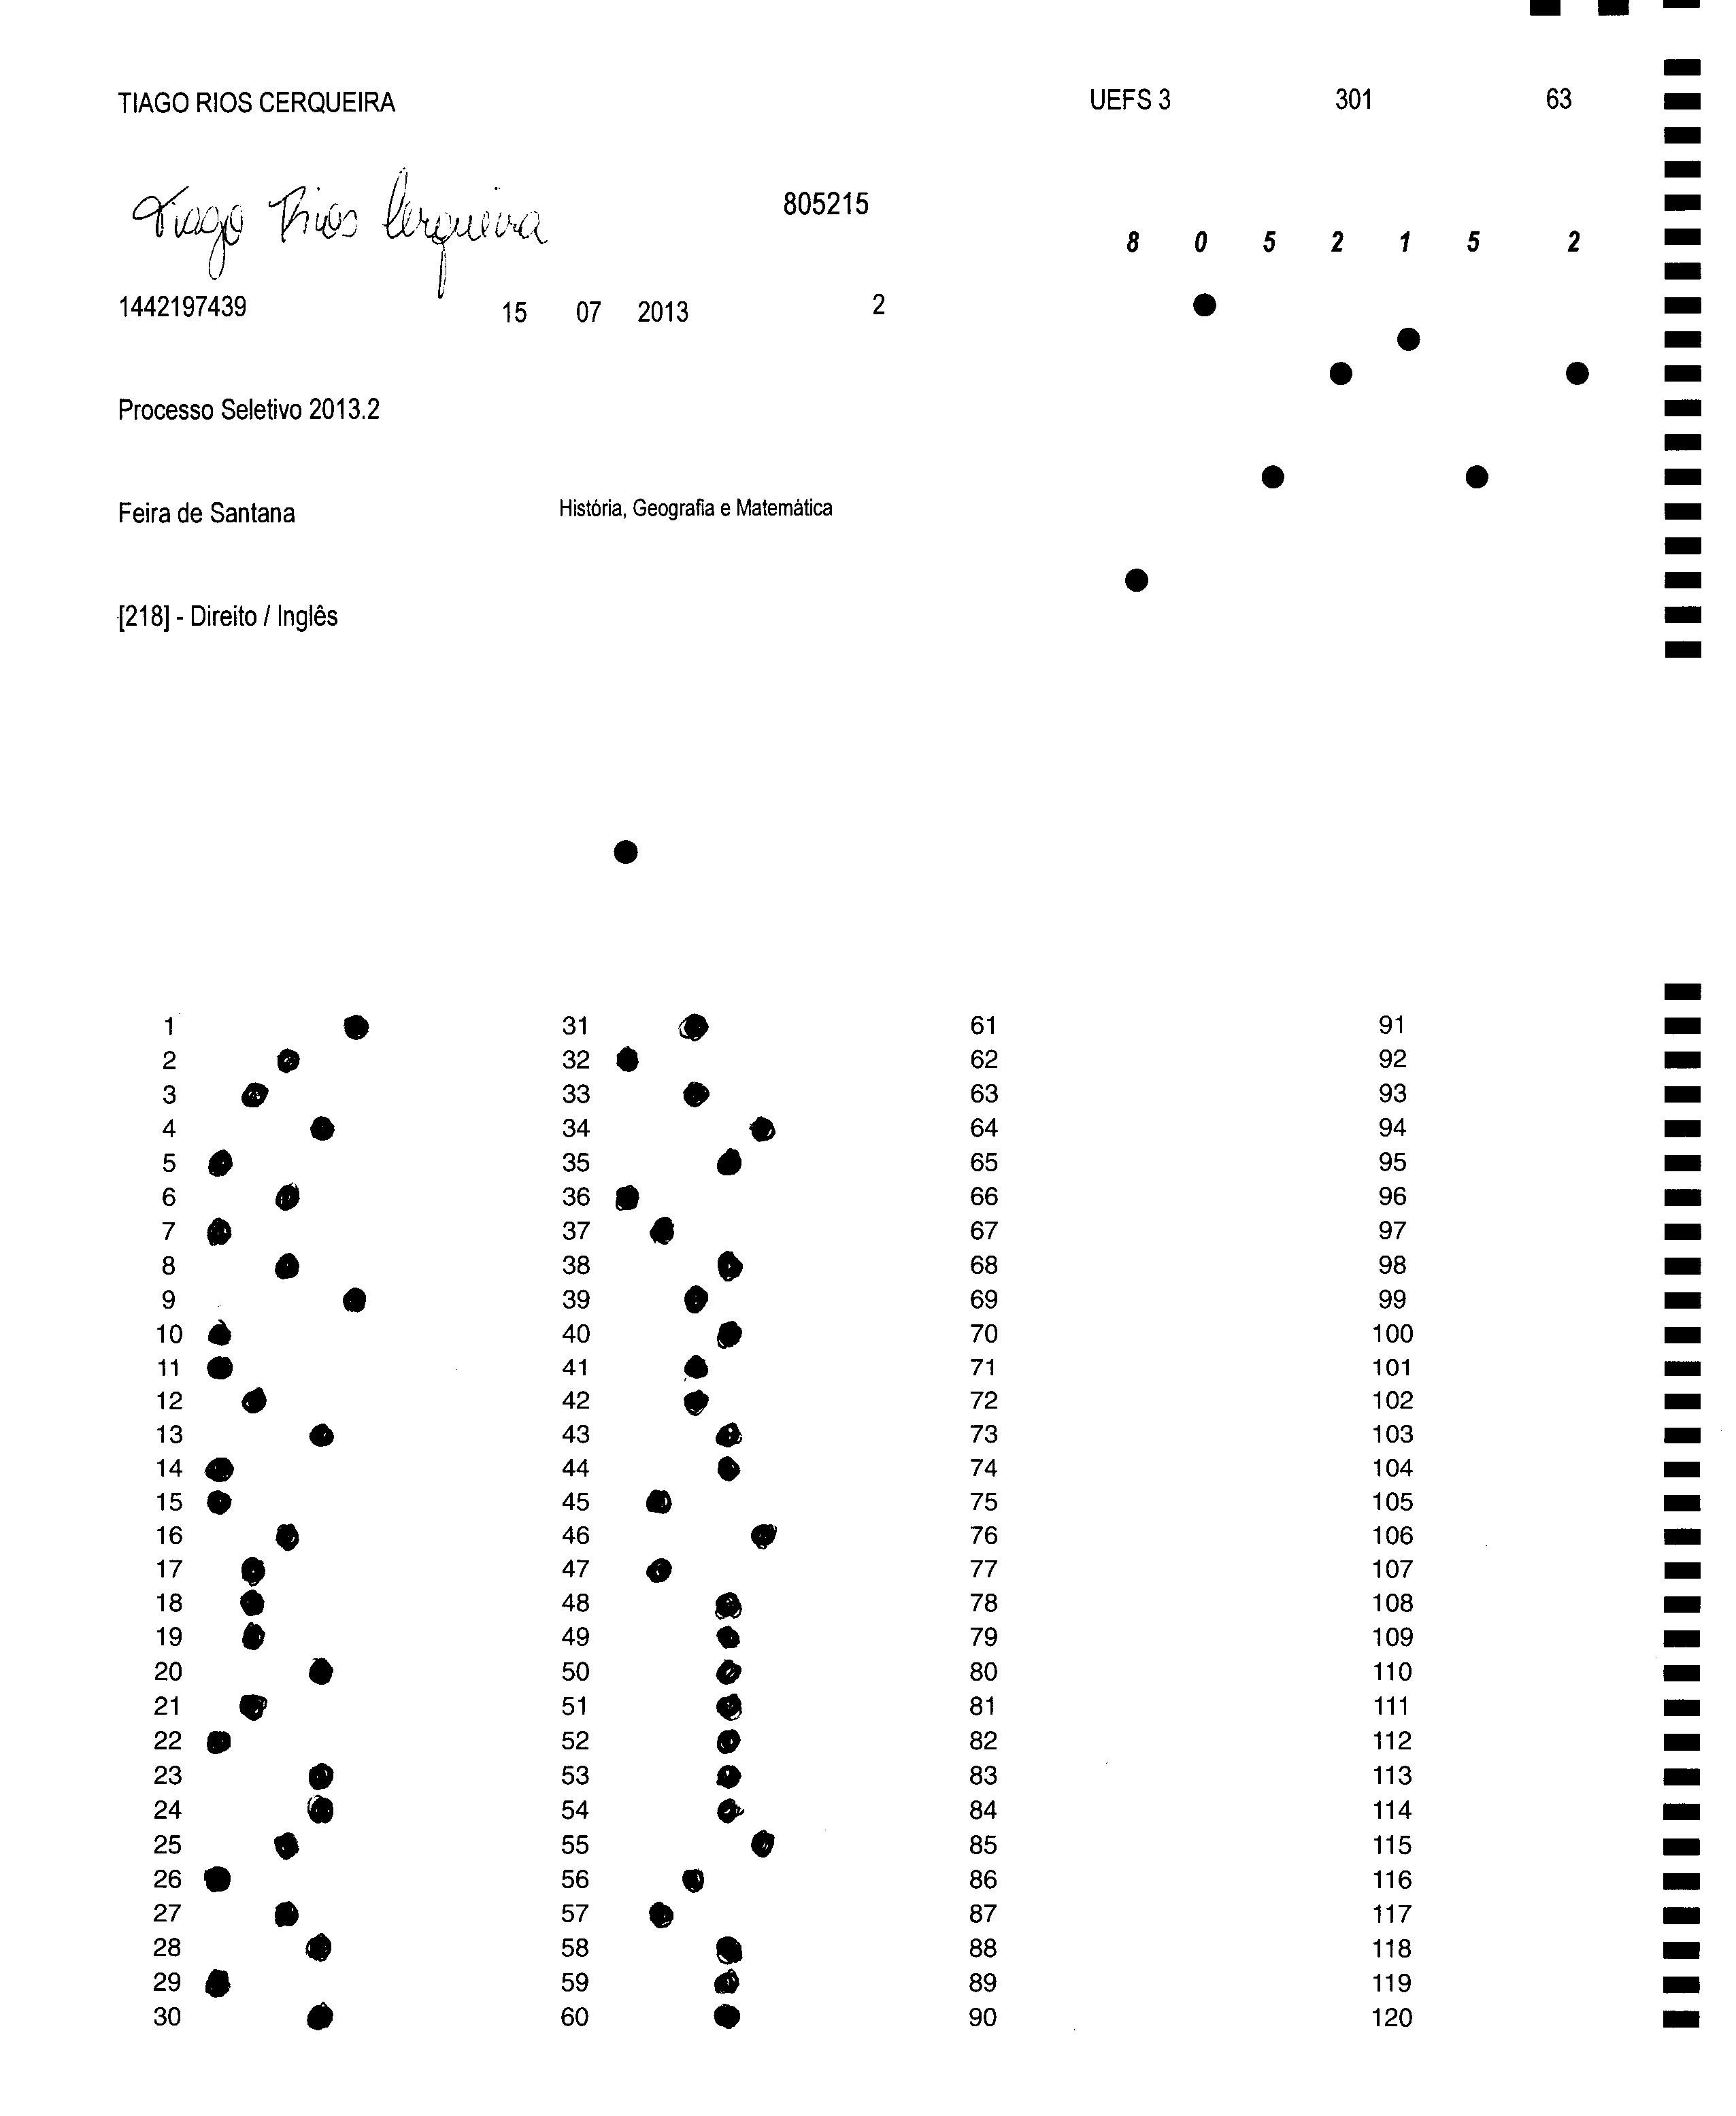 TIAGO RIOS CERQUEIRA UEFS 3 301 63
Tiago Rios Cerqueira 805215
8 0 5 2 1 5 2
1442197439 15 07 2013 2
Processo Seletivo 2013.2
Feira de Santana História, Geografia e Matemática
[218] - Direito / Inglês
1 31 61 91
2 32 62 92
3 33 63 93
4 34 64 94
5 35 65 95
6 36 66 96
7 37 67 97
8 38 68 98
9 39 69 99
10 40 70 100
11 41 71 101
12 42 72 102
13 43 73 103
14 44 74 104
15 45 75 105
16 46 76 106
17 47 77 107
18 48 78 108
19 49 79 109
20 50 80 110
21 51 81 111
22 52 82 112
23 53 83 113
24 54 84 114
25 55 85 115
26 56 86 116
27 57 87 117
28 58 88 118
29 59 89 119
30 60 90 120